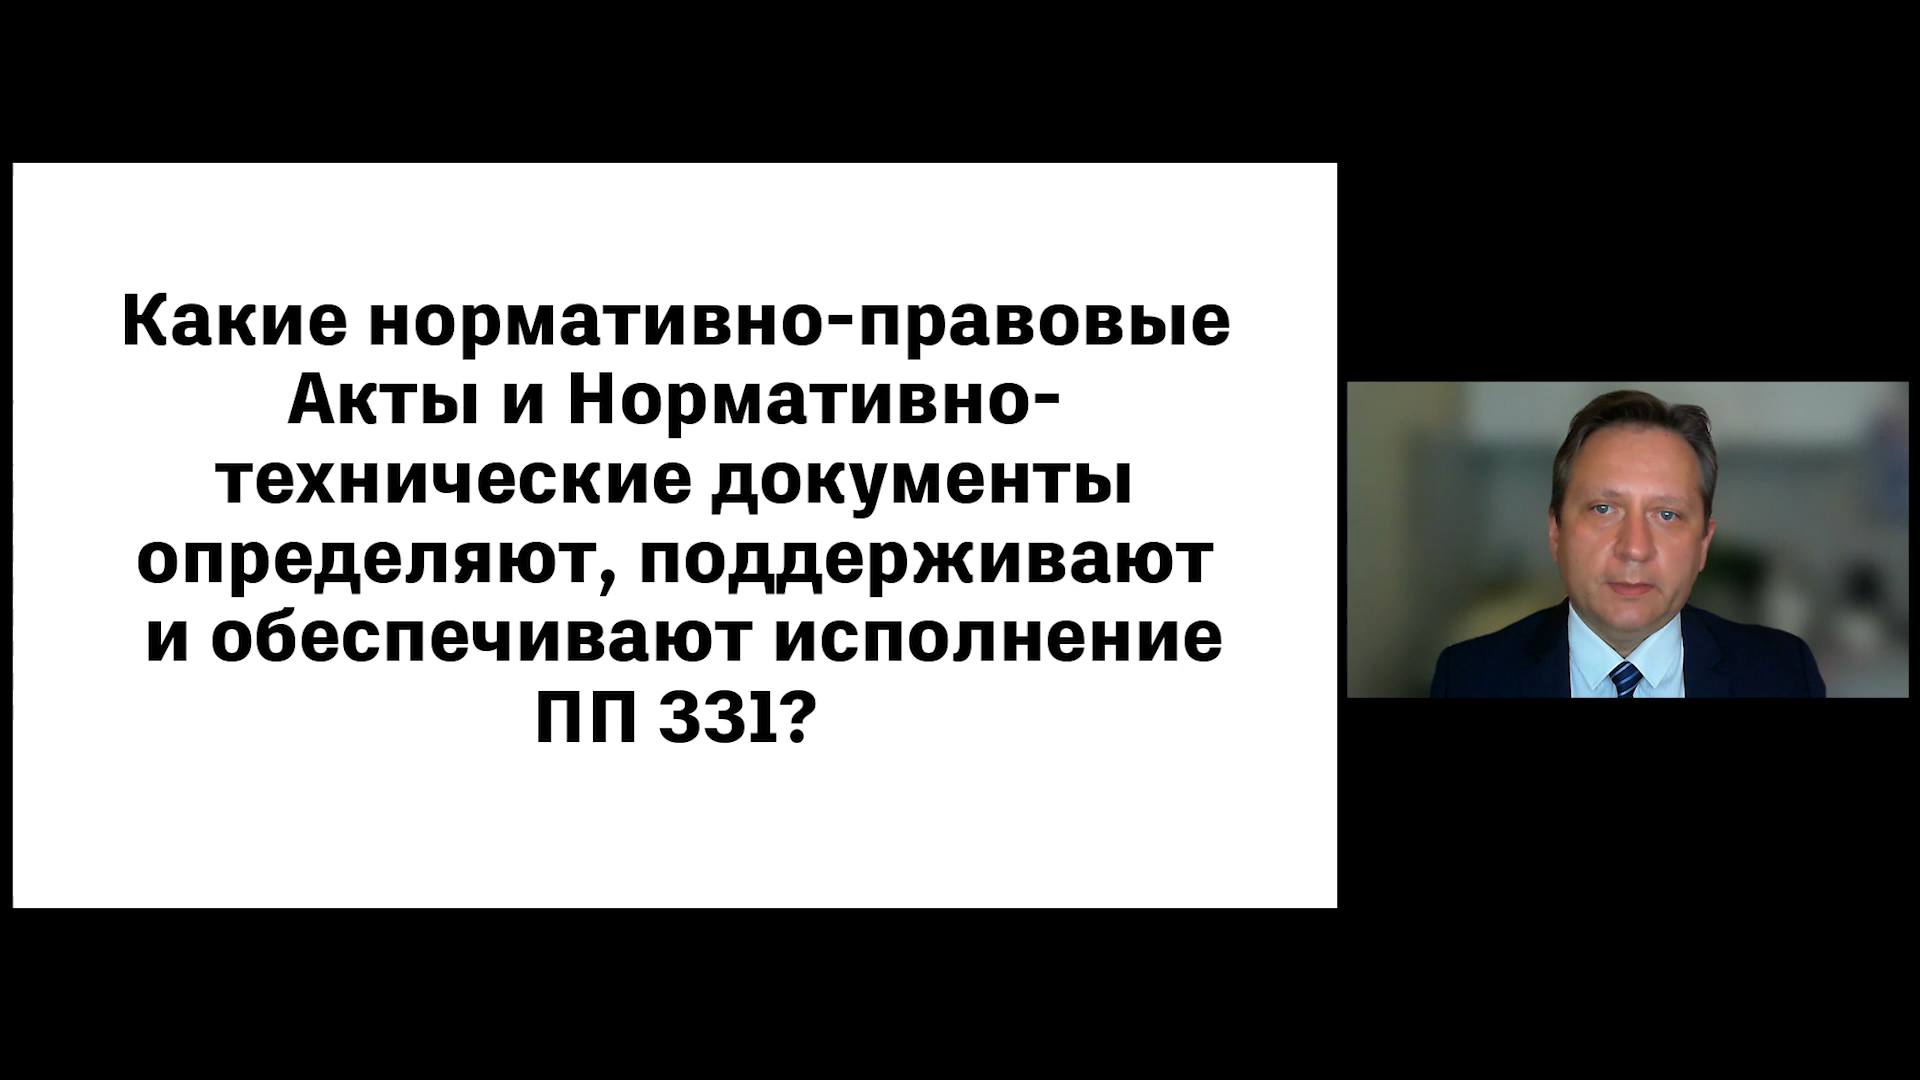 Какие нормативно-правовые
Акты и Нормативно-
технические документы
определяют, поддерживают
и обеспечивают исполнение
ПП 331?